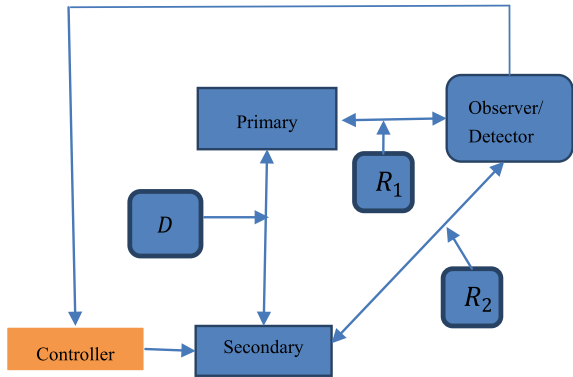 Primary
Observer/
Detector
R₁
D
R₂
Controller
Secondary